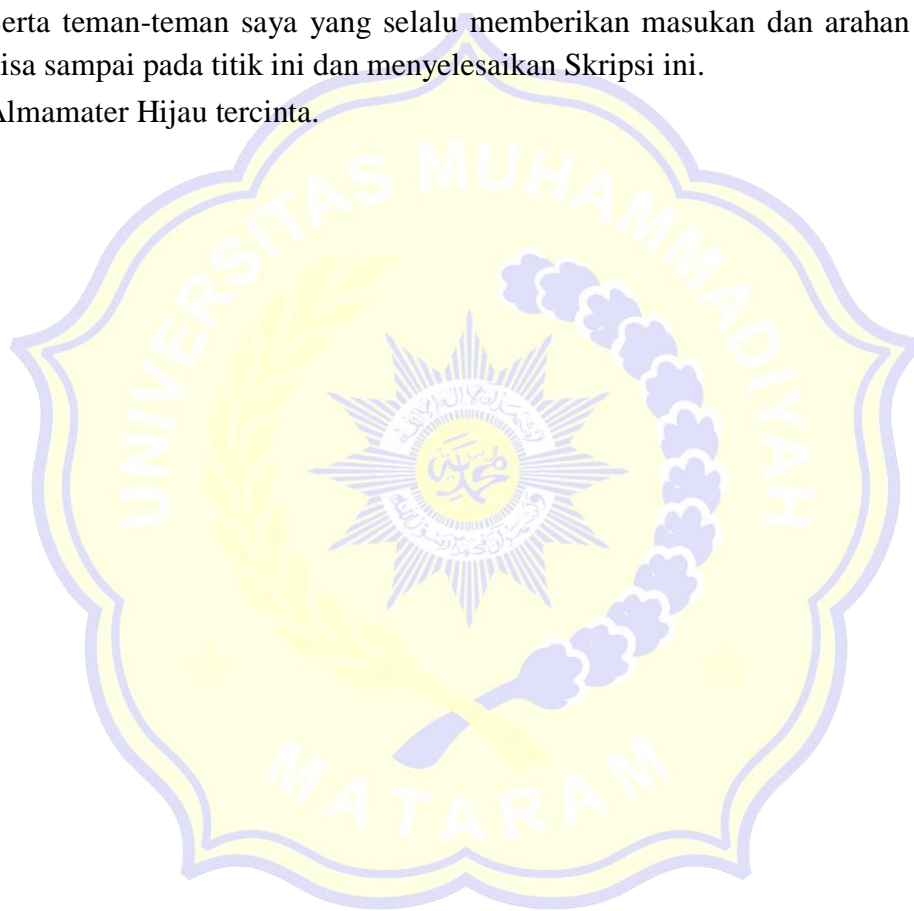 erta teman-teman saya yang selalu memberikan masukan dan arahan
isa sampai pada titik ini dan menyelesaikan Skripsi ini.
Almamater Hijau tercinta.
UNIVERSITAS MUHAMMADIYAH
MATARAM